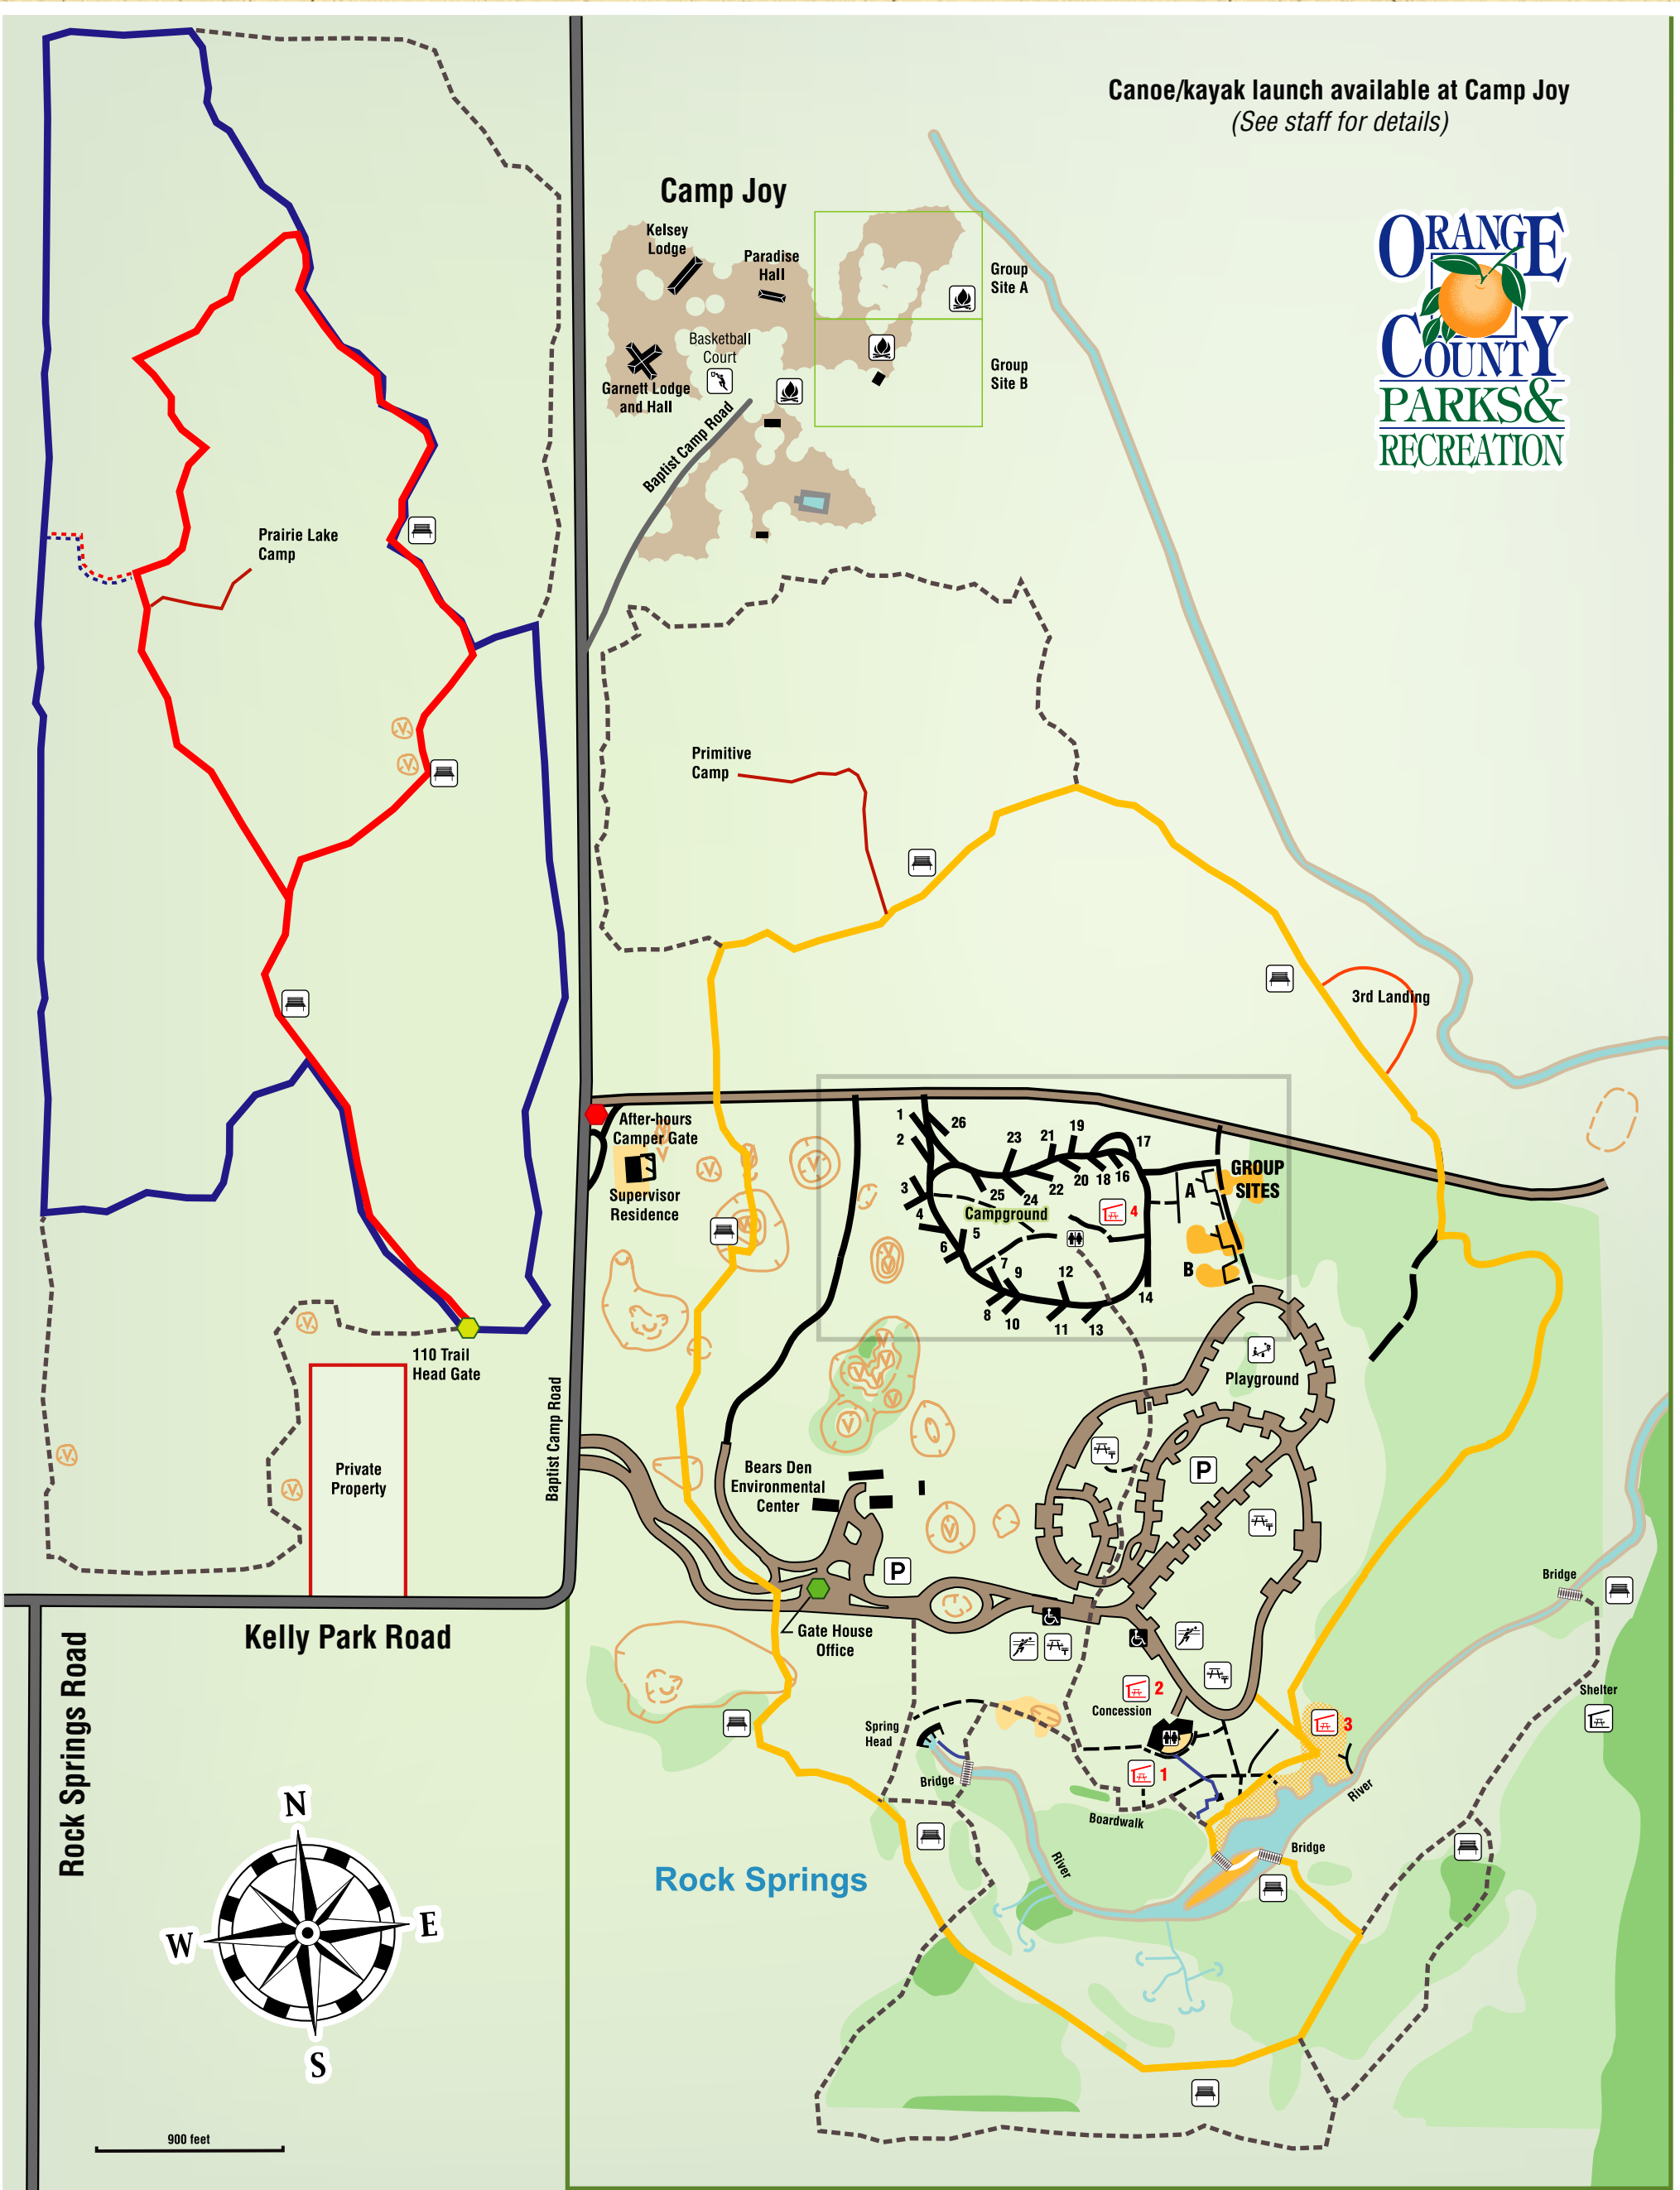 Canoe/kayak launch available at Camp Joy
(See staff for details)
ORANGE
COUNTY
PARKS&
RECREATION
Camp Joy
Kelsey
Lodge
Paradise
Hall
Group
Site A
Basketball
Court
Group
Site B
Garnett Lodge
and Hall
Baptist Camp Road
Prairie Lake
Camp
Primitive
Camp
3rd Landing
After-hours
Camper Gate
Supervisor
Residence
1
26
2
23
21
19
17
3
25
24
22
20
18
16
4
Campground
4
5
6
7
9
12
8
10
11
13
14
GROUP
SITES
A
B
110 Trail
Head Gate
Private
Property
Baptist Camp Road
Playground
P
Bears Den
Environmental
Center
P
Gate House
Office
Bridge
Kelly Park Road
Rock Springs Road
Shelter
2
Concession
3
Spring
Head
Bridge
1
Boardwalk
River
Bridge
River
Rock Springs
N
W
E
S
900 feet